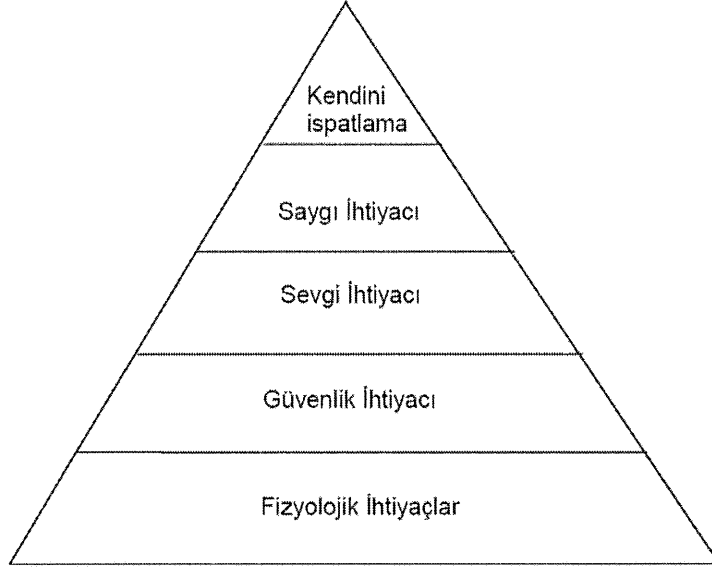 Kendini
ispatlama
Saygı İhtiyacı
Sevgi İhtiyacı
Güvenlik İhtiyacı
Fizyolojik İhtiyaçlar